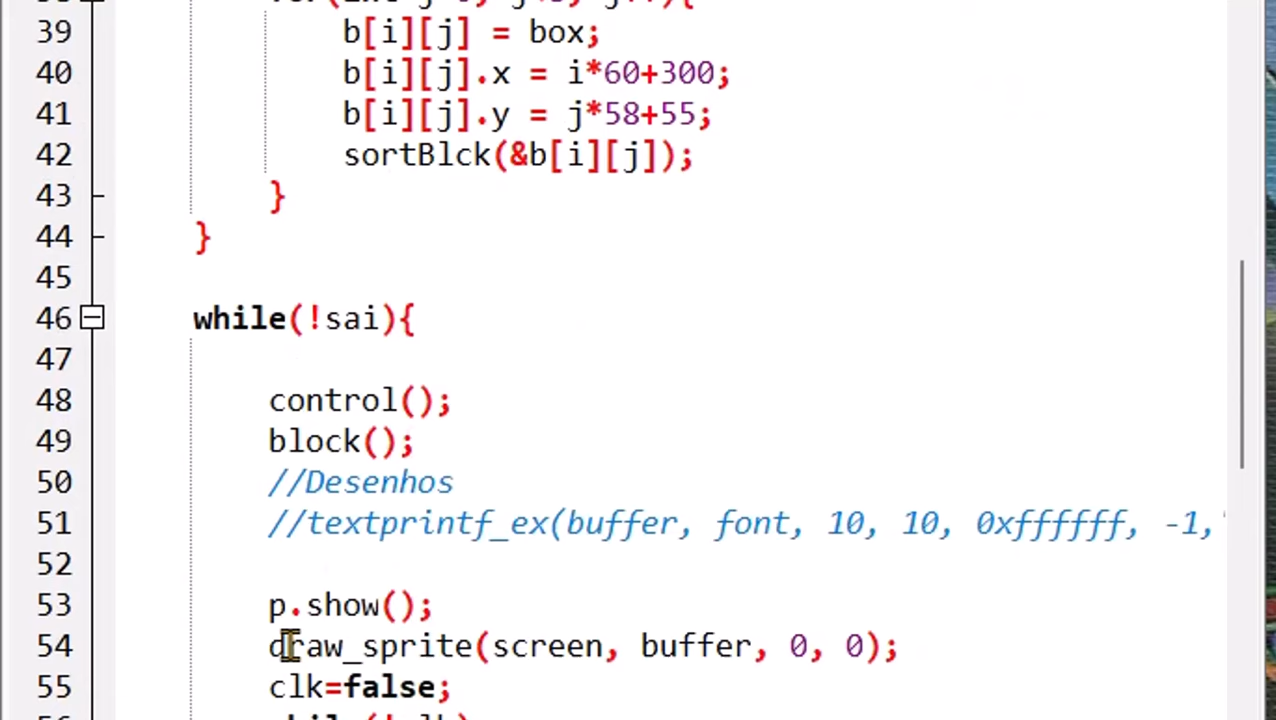 39 b[i][j] = box;
40 b[i][j].x = i*60+300;
41 b[i][j].y = j*58+55;
42 sortBlck(&b[i][j]);
43 }
44 }
45
46 while(!sai){
47
48 control();
49 block();
50 //Desenhos
51 //textprintf_ex(buffer, font, 10, 10, 0xffffff, -1,
52
53 p.show();
54 draw_sprite(screen, buffer, 0, 0);
55 clk=false;